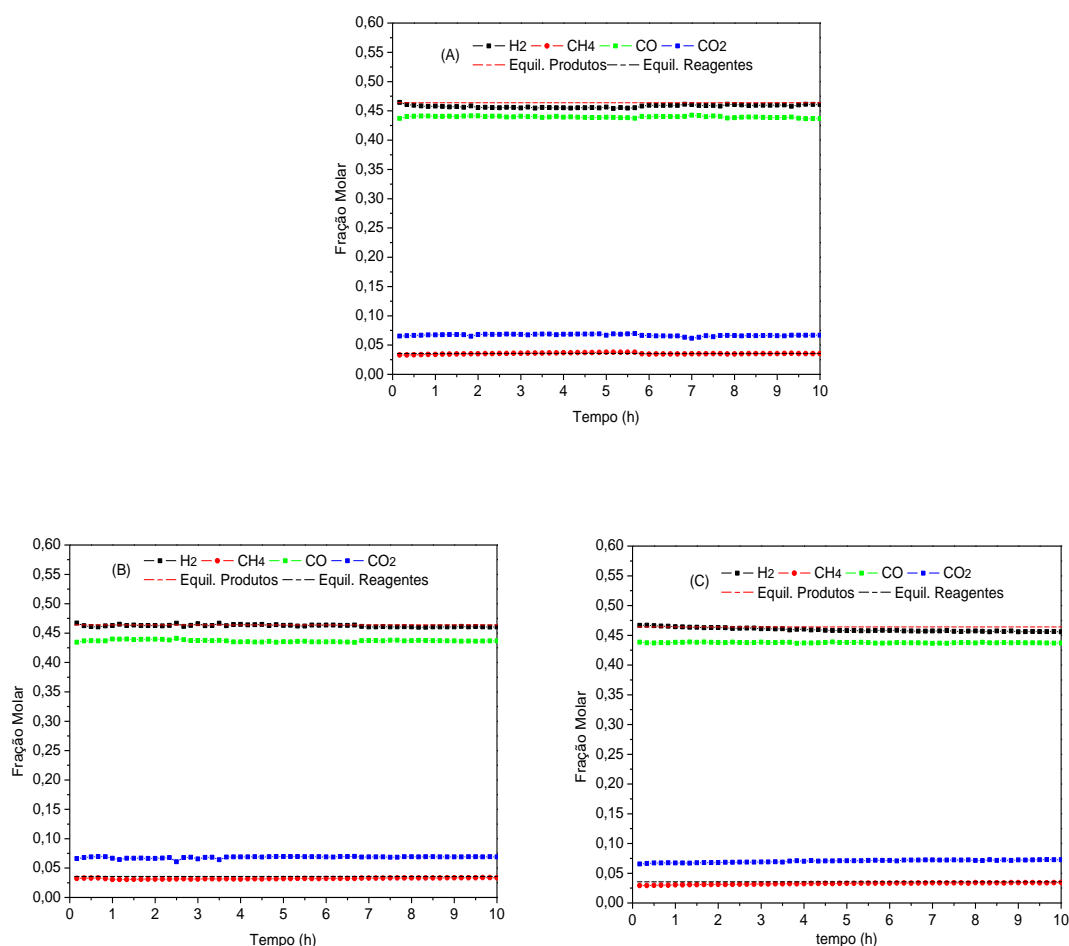 0,60
0,55
0,50
0,45
0,40
0,35
0,30
0,25
0,20
0,15
0,10
0,05
0,00
Fração Molar
(A)
H2 CH4 CO CO2
Equil. Produtos Equil. Reagentes
0 1 2 3 4 5 6 7 8 9 10
Tempo (h)
0,60
0,55
0,50
0,45
0,40
0,35
0,30
0,25
0,20
0,15
0,10
0,05
0,00
Fração Molar
(B)
H2 CH4 CO CO2
Equil. Produtos Equil. Reagentes
0 1 2 3 4 5 6 7 8 9 10
Tempo (h)
0,60
0,55
0,50
0,45
0,40
0,35
0,30
0,25
0,20
0,15
0,10
0,05
0,00
Fração Molar
(C)
H2 CH4 CO CO2
Equil. Produtos Equil. Reagentes
0 1 2 3 4 5 6 7 8 9 10
tempo (h)